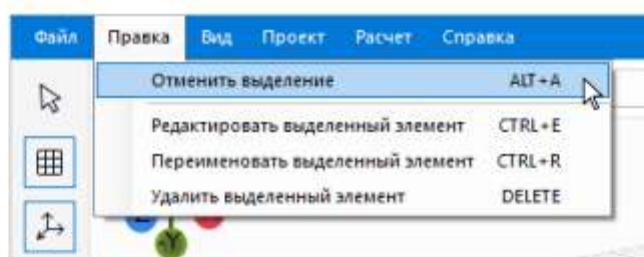 Файл Правка Вид Проект Расчет Справка
Отменить выделение ALT+A
Редактировать выделенный элемент CTRL+E
Переименовать выделенный элемент CTRL+R
Удалить выделенный элемент DELETE
Y